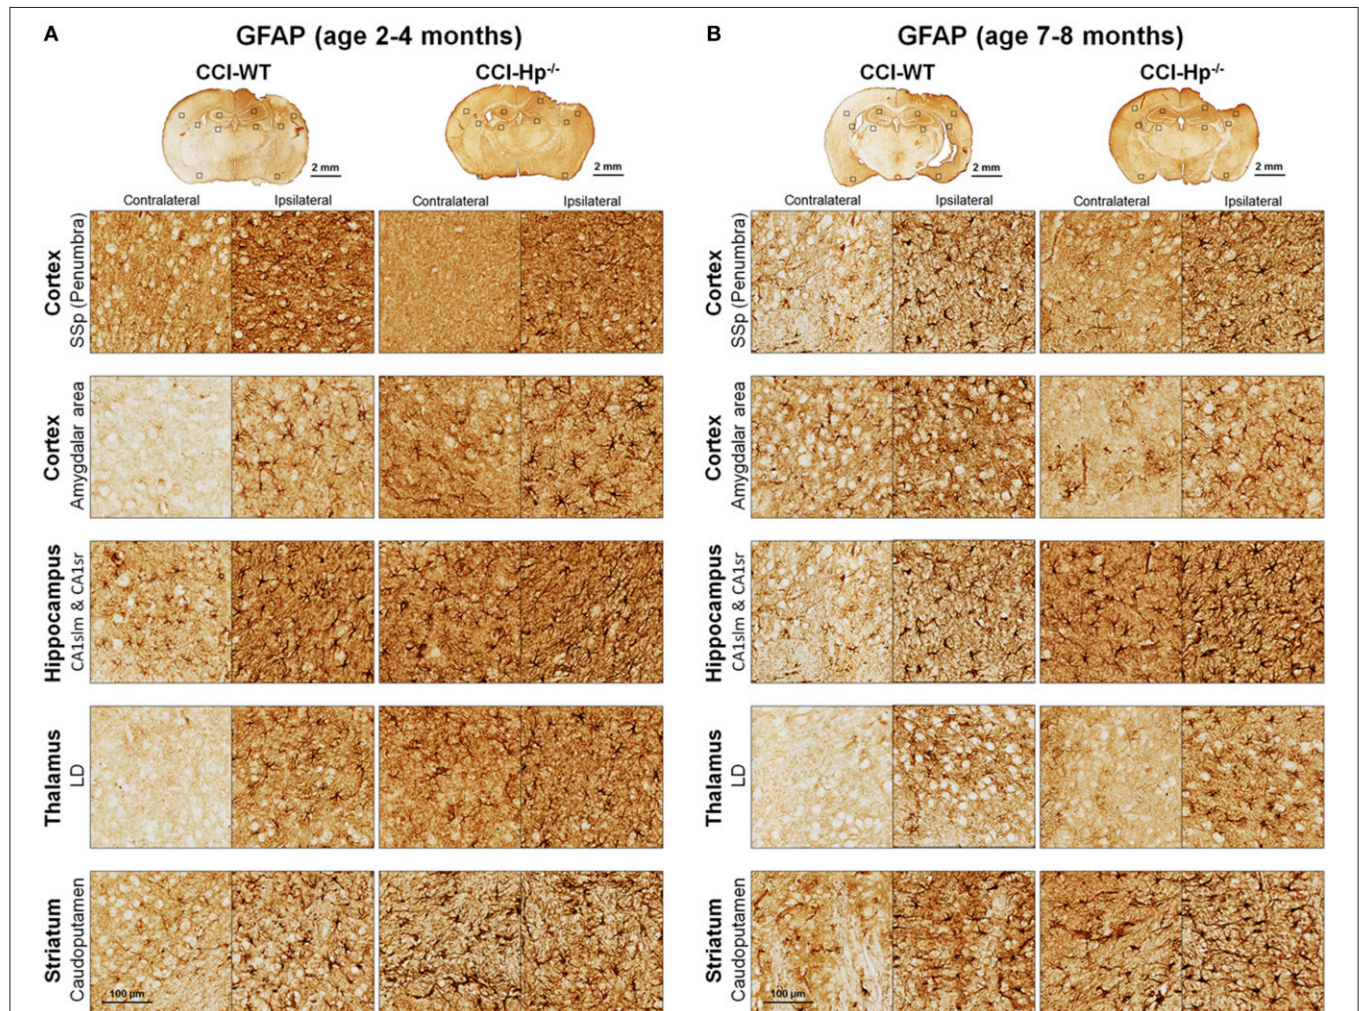 A
GFAP (age 2-4 months)
CCI-WT
CCI-Hp-/-
2 mm
2 mm
Contralateral
Ipsilateral
Contralateral
Ipsilateral
Cortex
SSp (Penumbra)
Cortex
Amygdalar area
Hippocampus
CA1slm & CA1sr
Thalamus
LD
Striatum
Caudoputamen
100 µm
B
GFAP (age 7-8 months)
CCI-WT
CCI-Hp-/-
2 mm
2 mm
Contralateral
Ipsilateral
Contralateral
Ipsilateral
Cortex
SSp (Penumbra)
Cortex
Amygdalar area
Hippocampus
CA1slm & CA1sr
Thalamus
LD
Striatum
Caudoputamen
100 µm